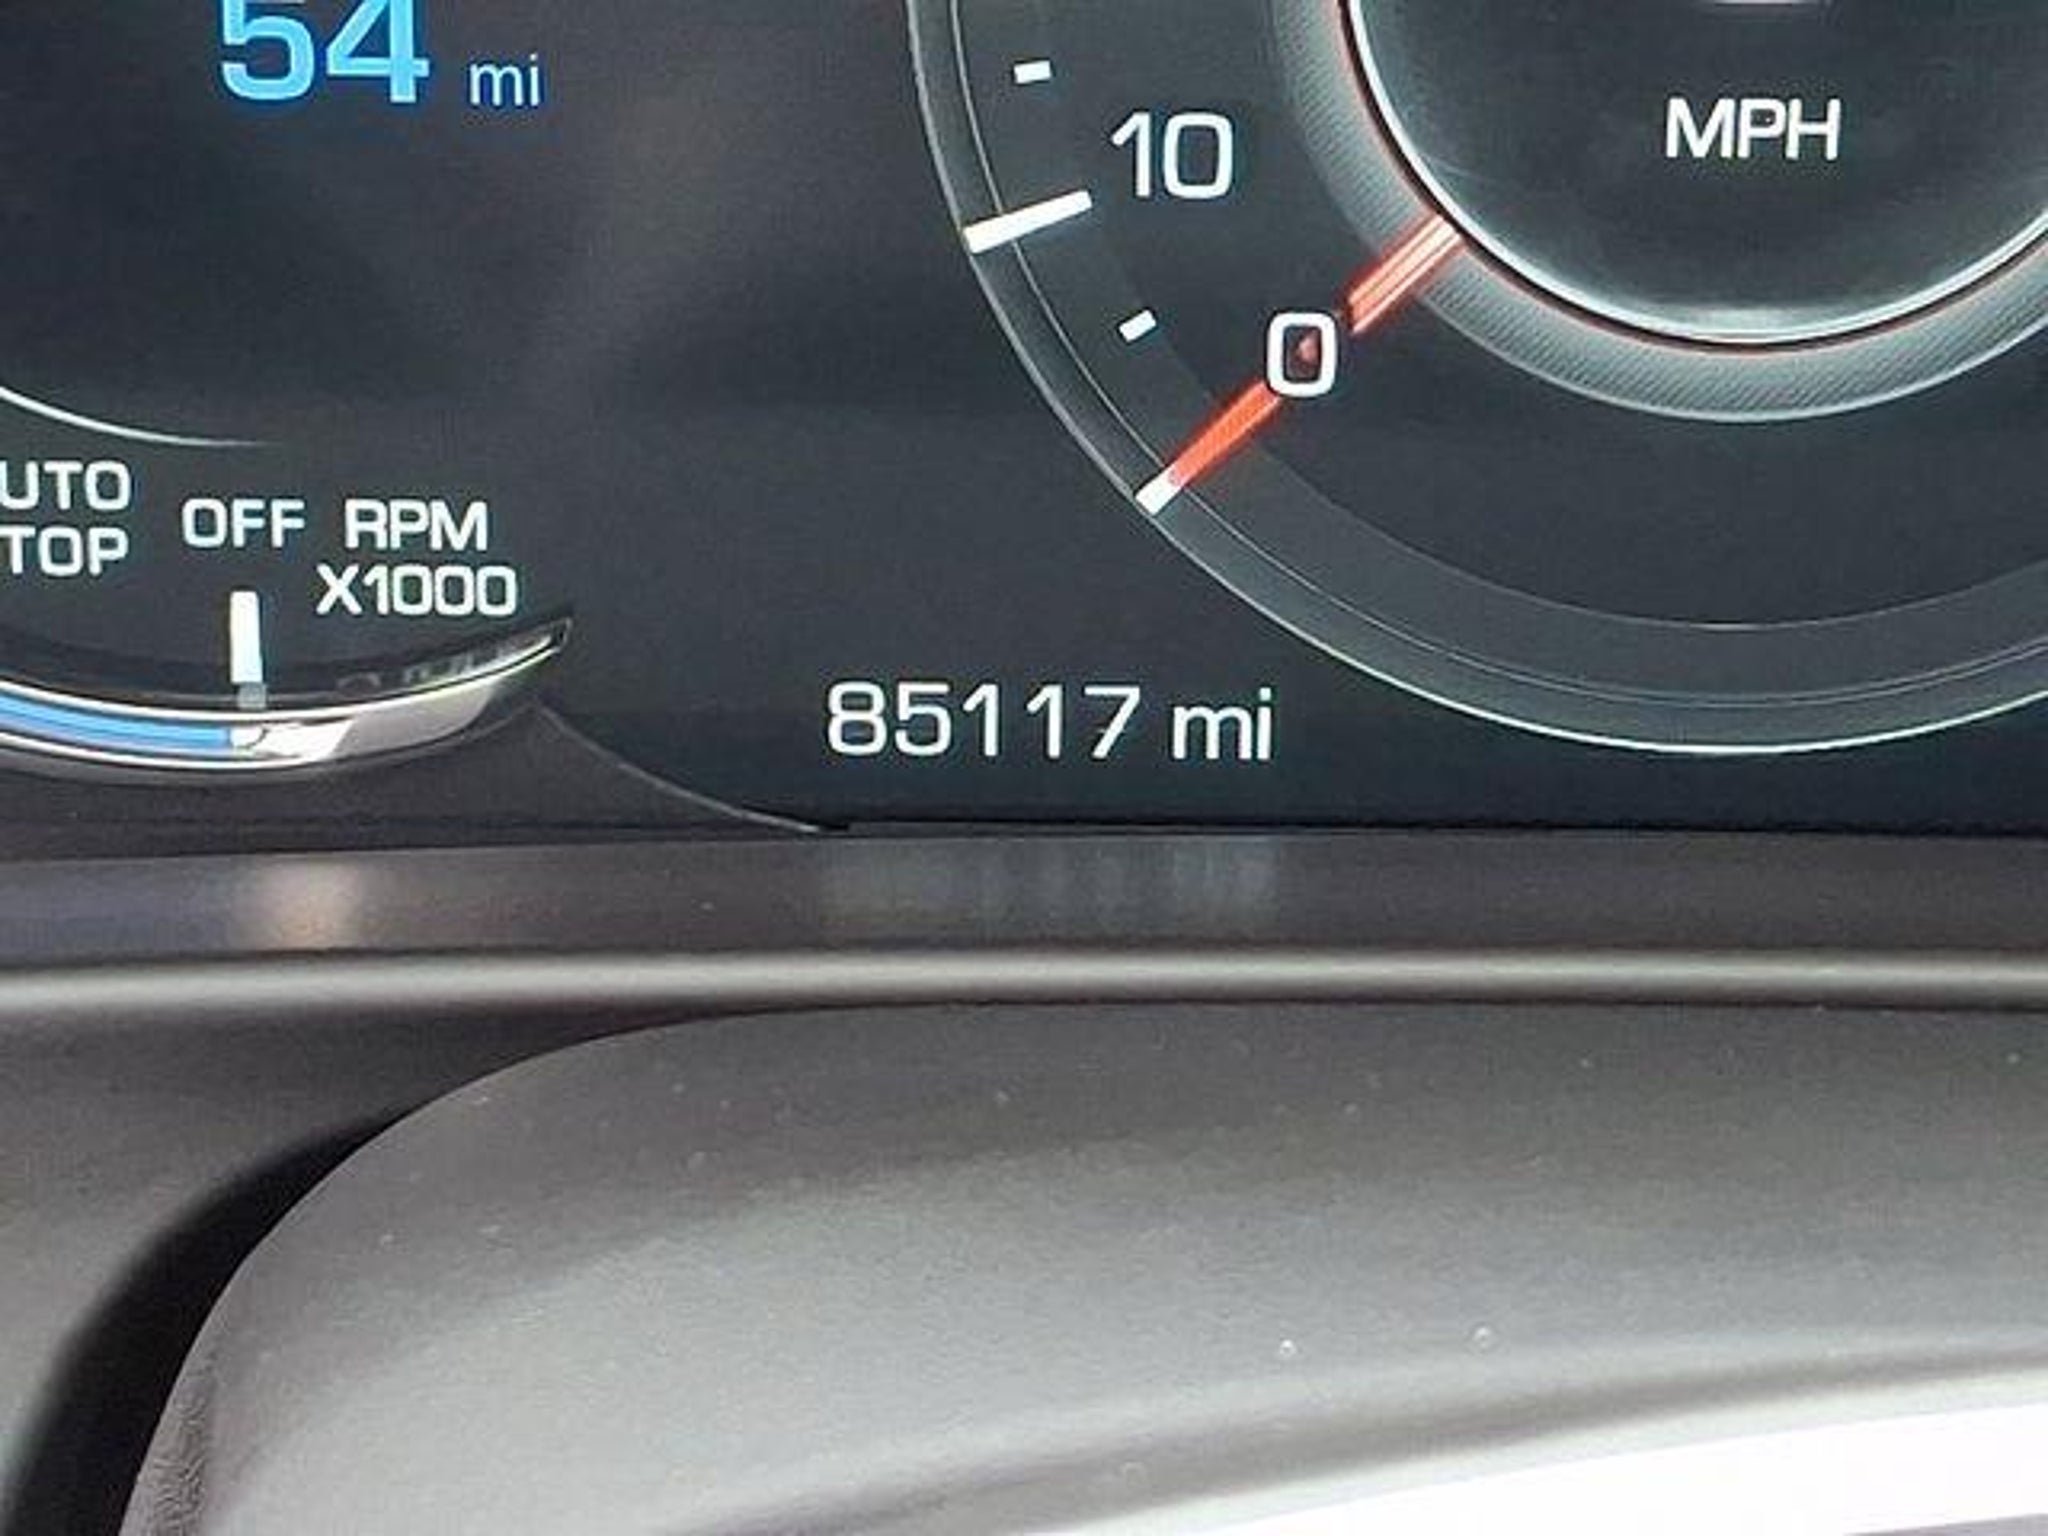 54 mi
10
MPH
0
UTO OFF RPM
TOP X1000
85117 mi